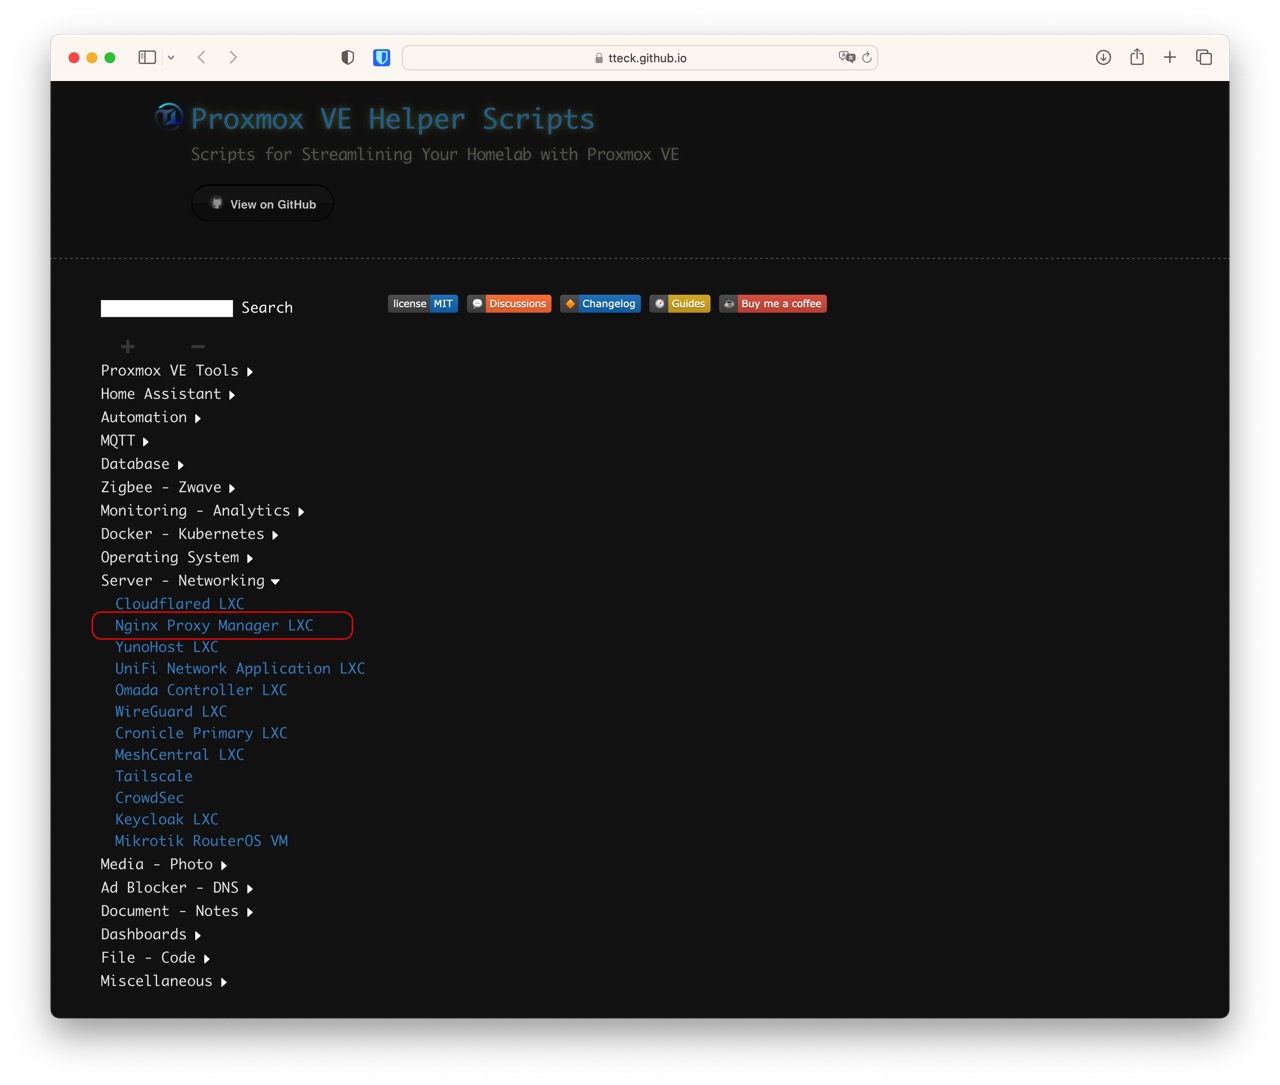 tteck.github.io
Proxmox VE Helper Scripts
Scripts for Streamlining Your Homelab with Proxmox VE
View on GitHub
Search
license MIT Discussions Changelog Guides Buy me a coffee
Proxmox VE Tools
Home Assistant
Automation
MQTT
Database
Zigbee - Zwave
Monitoring - Analytics
Docker - Kubernetes
Operating System
Server - Networking
Cloudflared LXC
Nginx Proxy Manager LXC
YunoHost LXC
UniFi Network Application LXC
Omada Controller LXC
WireGuard LXC
Cronicle Primary LXC
MeshCentral LXC
Tailscale
CrowdSec
Keycloak LXC
Mikrotik RouterOS VM
Media - Photo
Ad Blocker - DNS
Document - Notes
Dashboards
File - Code
Miscellaneous